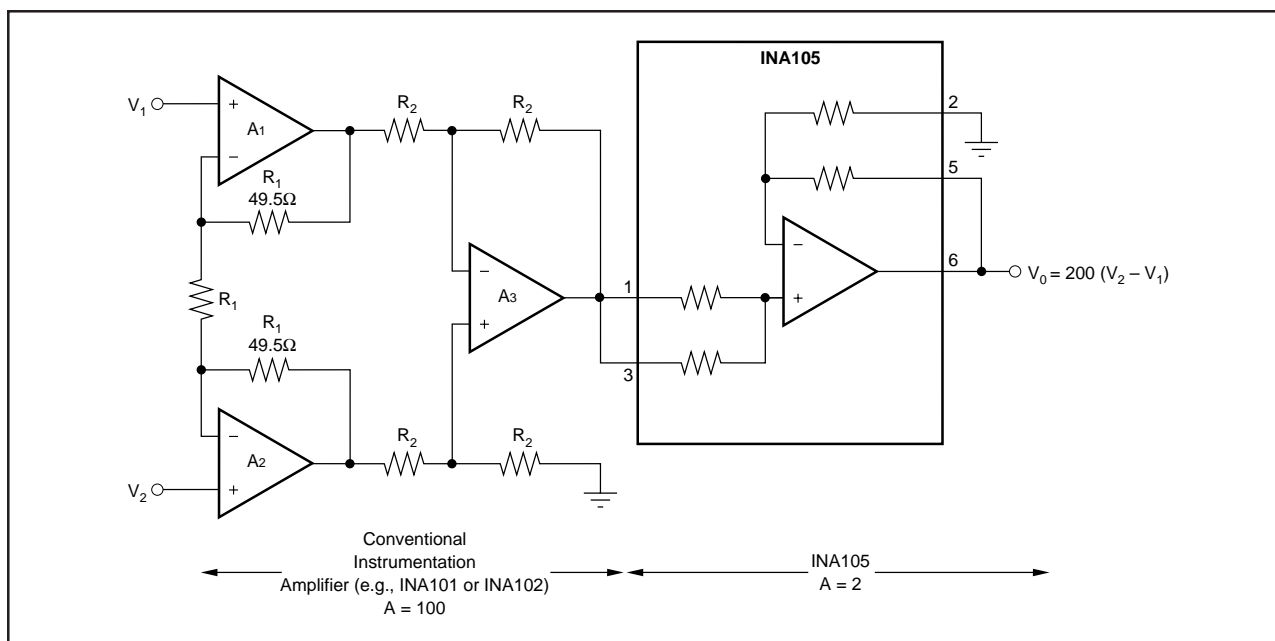 INA105
V1
+
A1
−
R2
R2
R1
49.5Ω
R1
R1
49.5Ω
−
A3
+
−
A2
+
V2
R2
R2
1
3
2
5
−
+
6
V0 = 200 (V2 – V1)
Conventional
Instrumentation
Amplifier (e.g., INA101 or INA102)
A = 100
INA105
A = 2